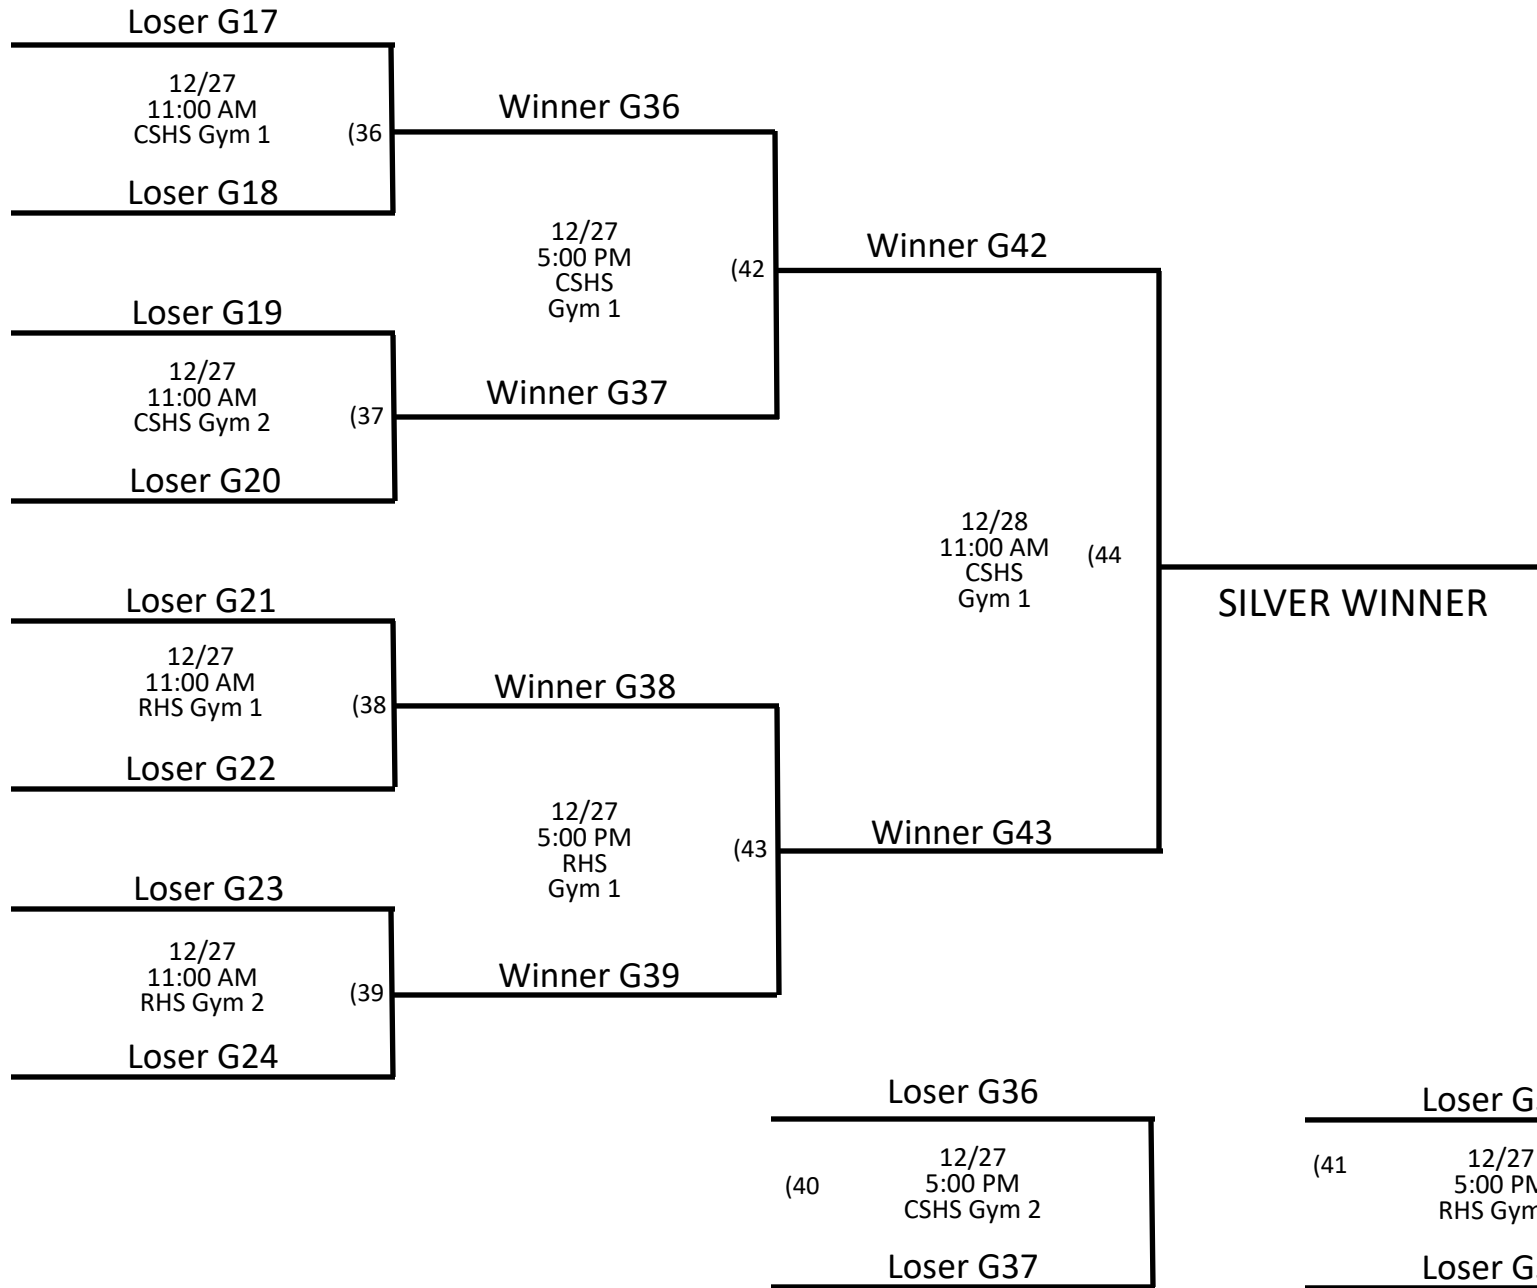 Loser G17
12/27
11:00 AM
CSHS Gym 1
(36
Loser G18
Winner G36
12/27
5:00 PM
CSHS
Gym 1
(42
Winner G37
Loser G19
12/27
11:00 AM
CSHS Gym 2
(37
Loser G20
Winner G42
12/28
11:00 AM
CSHS
Gym 1
(44
SILVER WINNER
Winner G43
Loser G21
12/27
11:00 AM
RHS Gym 1
(38
Loser G22
Winner G38
12/27
5:00 PM
RHS
Gym 1
(43
Winner G39
Loser G23
12/27
11:00 AM
RHS Gym 2
(39
Loser G24
Loser G36
(40
12/27
5:00 PM
CSHS Gym 2
Loser G37
Loser
(41
12/27
5:00
RHS
Loser